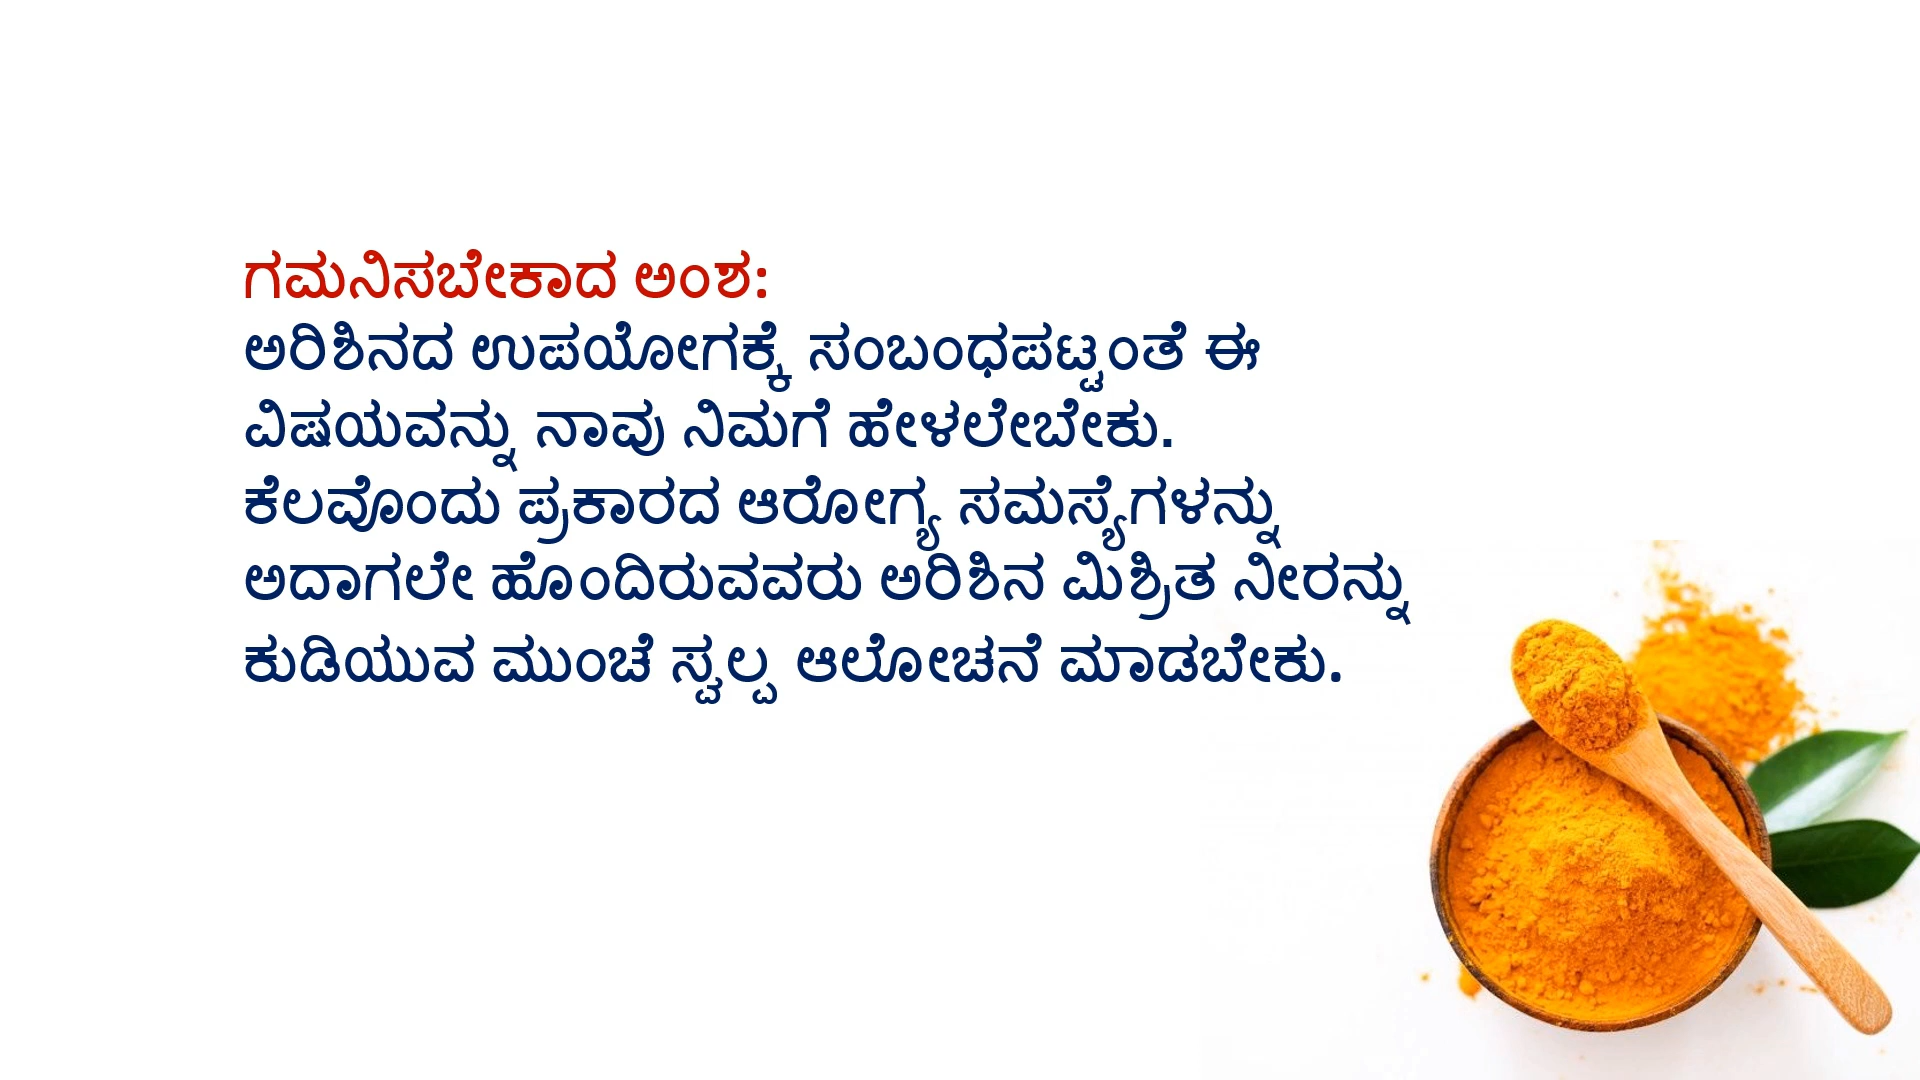 ಗಮನಿಸಬೇಕಾದ ಅಂಶ:
ಅರಿಶಿನದ ಉಪಯೋಗಕ್ಕೆ ಸಂಬಂಧಪಟ್ಟಂತೆ ಈ
ವಿಷಯವನ್ನು ನಾವು ನಿಮಗೆ ಹೇಳಲೇಬೇಕು.
ಕೆಲವೊಂದು ಪ್ರಕಾರದ ಆರೋಗ್ಯ ಸಮಸ್ಯೆಗಳನ್ನು
ಅದಾಗಲೇ ಹೊಂದಿರುವವರು ಅರಿಶಿನ ಮಿಶ್ರಿತ ನೀರನ್ನು
ಕುಡಿಯುವ ಮುಂಚೆ ಸ್ವಲ್ಪ ಆಲೋಚನೆ ಮಾಡಬೇಕು.